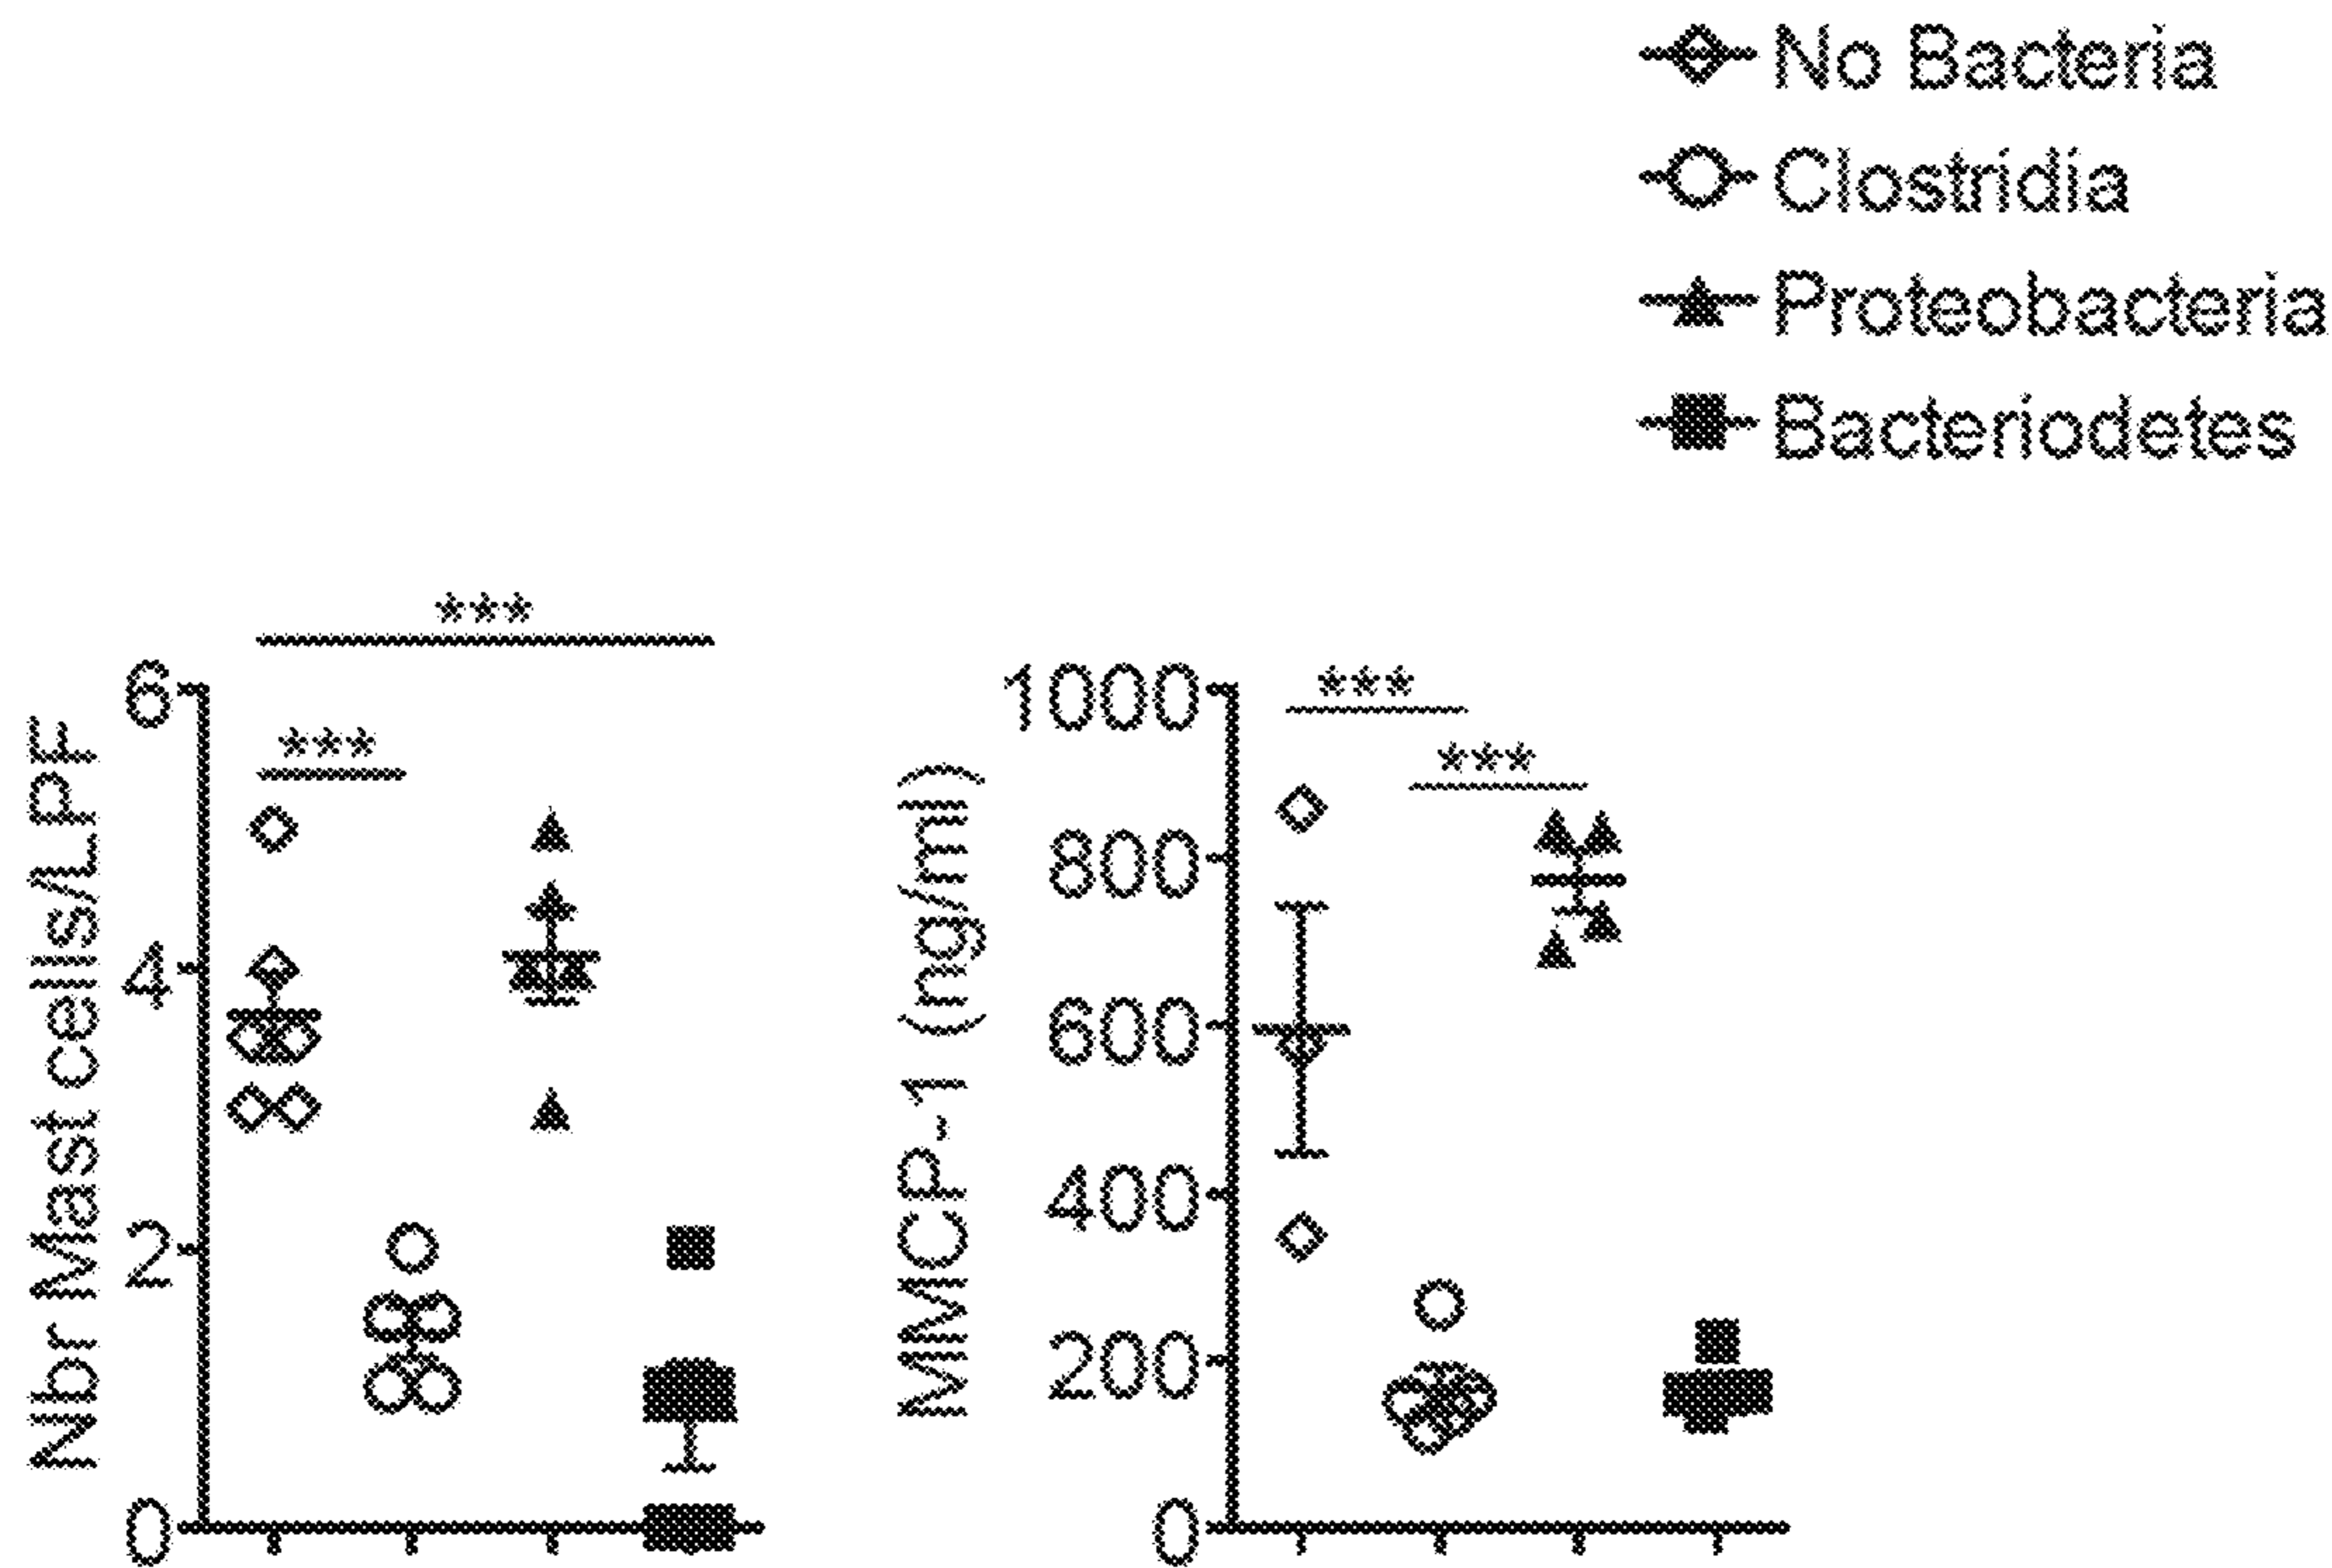 No Bacteria
Clostridia
Proteobacteria
Bacteriodetes
***
***
6
4
2
0
Nbr Mast cells/LPF
***
***
1000
800
600
400
200
0
MMCP-1 (ng/ml)